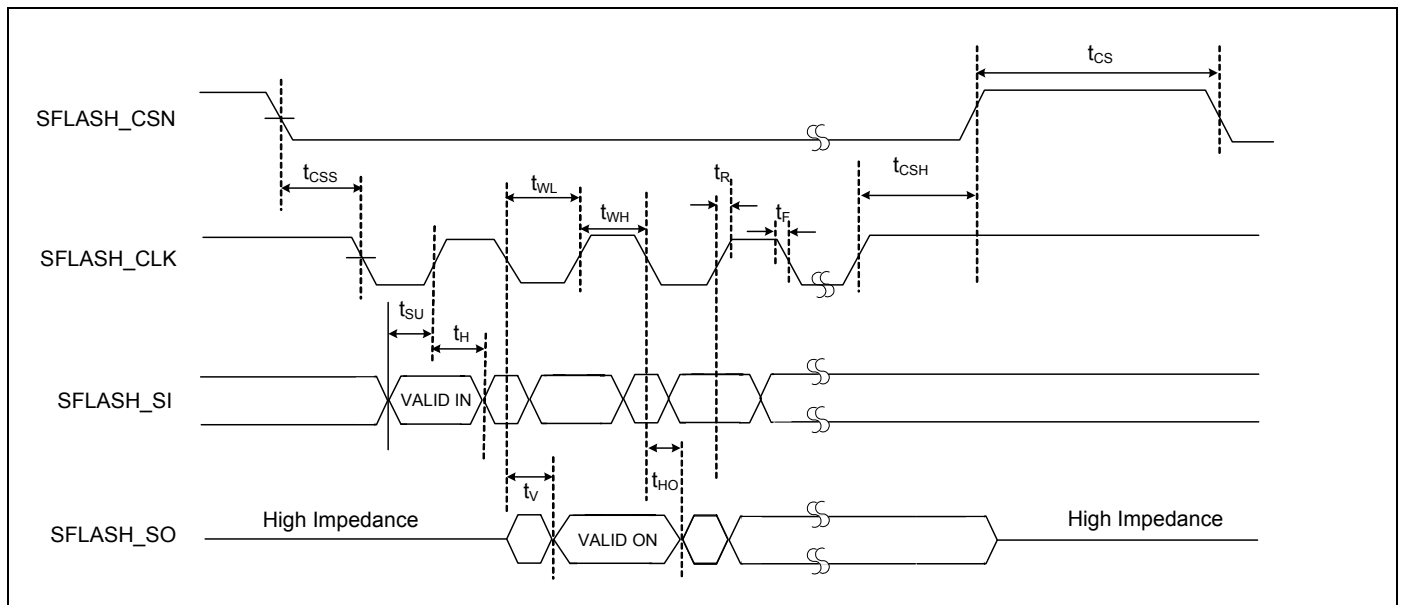 tCS
SFLASH_CSN
tCSS
tWL
tWH
tR
tF
tCSH
SFLASH_CLK
tSU
tH
SFLASH_SI
VALID IN
tV
tHO
SFLASH_SO
High Impedance
VALID ON
High Impedance